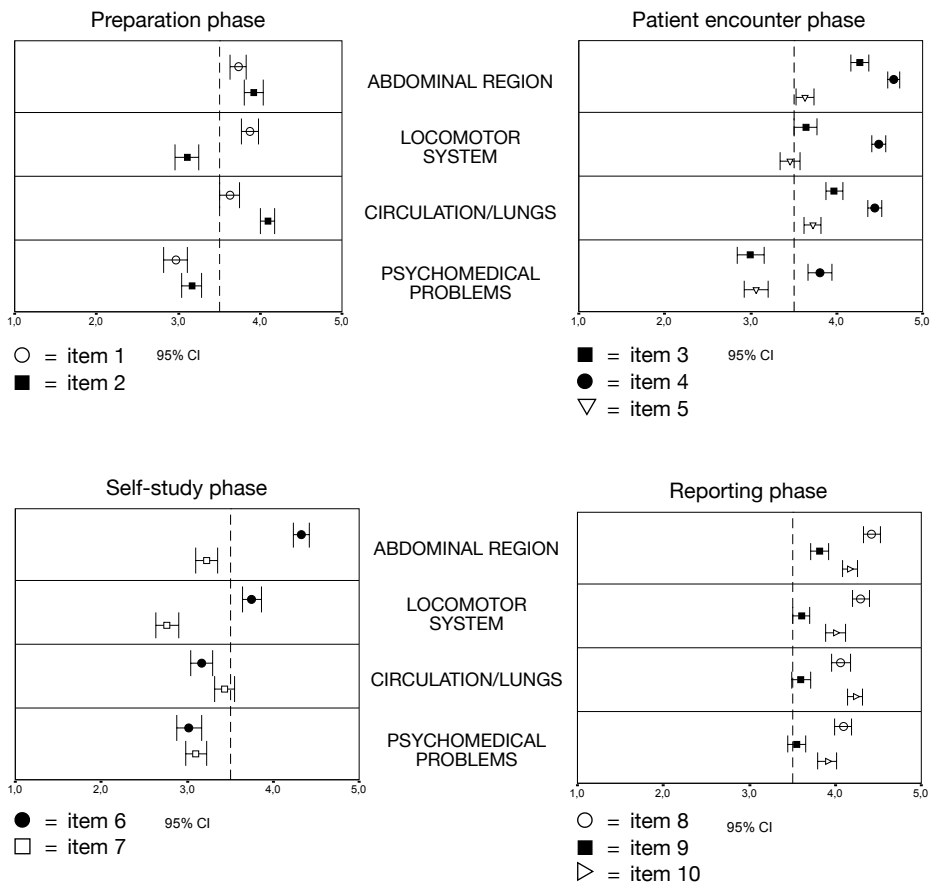 Preparation phase
Patient encounter phase
ABDOMINAL REGION
LOCOMOTOR
SYSTEM
CIRCULATION/LUNGS
PSYCHOMEDICAL
PROBLEMS
1,0 2,0 3,0 4,0 5,0
1,0 2,0 3,0 4,0 5,0
= item 1 95% CI
= item 2
= item 3 95% CI
= item 4
= item 5
Self-study phase
Reporting phase
ABDOMINAL REGION
LOCOMOTOR
SYSTEM
CIRCULATION/LUNGS
PSYCHOMEDICAL
PROBLEMS
1,0 2,0 3,0 4,0 5,0
1,0 2,0 3,0 4,0 5,0
= item 6 95% CI
= item 7
= item 8 95% CI
= item 9
= item 10